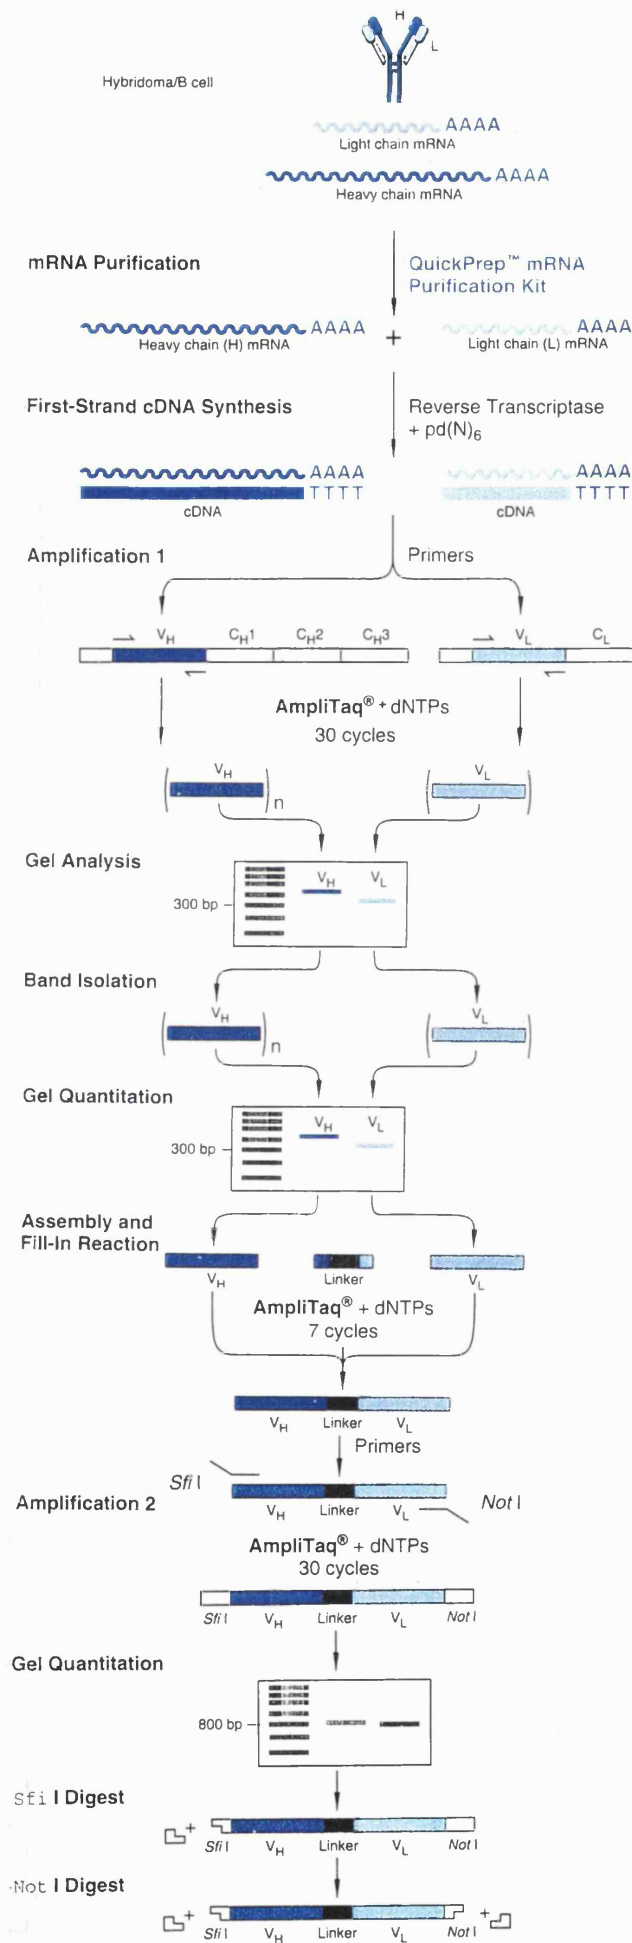 H
L
Hybridoma/B cell
AAAA
Light chain mRNA
AAAA
Heavy chain mRNA
mRNA Purification
QuickPrep™ mRNA
Purification Kit
AAAA
Heavy chain (H) mRNA
+
AAAA
Light chain (L) mRNA
First-Strand cDNA Synthesis
Reverse Transcriptase
+ pd(N)6
AAAA
TTTT
cDNA
AAAA
TTTT
cDNA
Amplification 1
Primers
VH CH1 CH2 CH3
VL CL
AmpliTaq® + dNTPs
30 cycles
VH
n
VL
Gel Analysis
VH VL
300 bp
Band Isolation
VH
n
VL
Gel Quantitation
VH VL
300 bp
Assembly and
Fill-In Reaction
VH Linker VL
AmpliTaq® + dNTPs
7 cycles
VH Linker VL
Primers
Sfi I
Amplification 2
VH Linker VL
Not I
AmpliTaq® + dNTPs
30 cycles
Sfi I VH Linker VL Not I
Gel Quantitation
800 bp
Sfi I Digest
+
Sfi I VH Linker VL Not I
Not I Digest
+ +
Sfi I VH Linker VL Not I